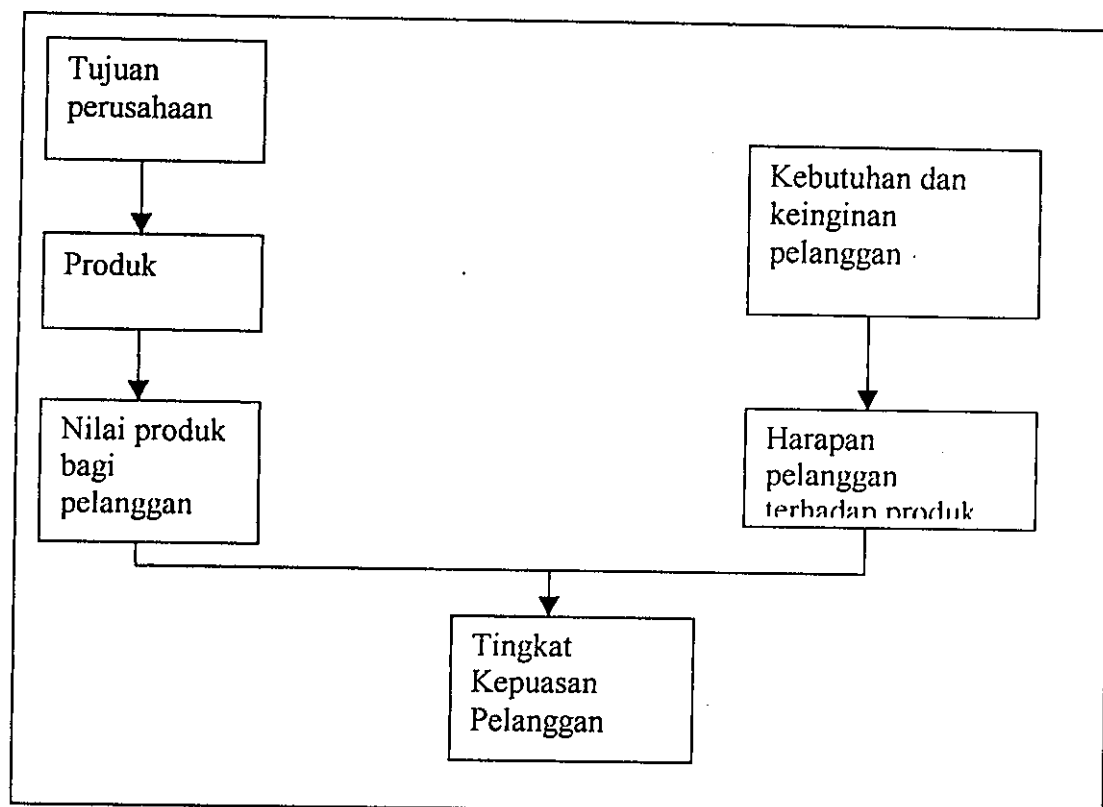 Tujuan
perusahaan
Produk
Nilai produk
bagi
pelanggan
Kebutuhan dan
keinginan
pelanggan
Harapan
pelanggan
terhadap produk
Tingkat
Kepuasan
Pelanggan